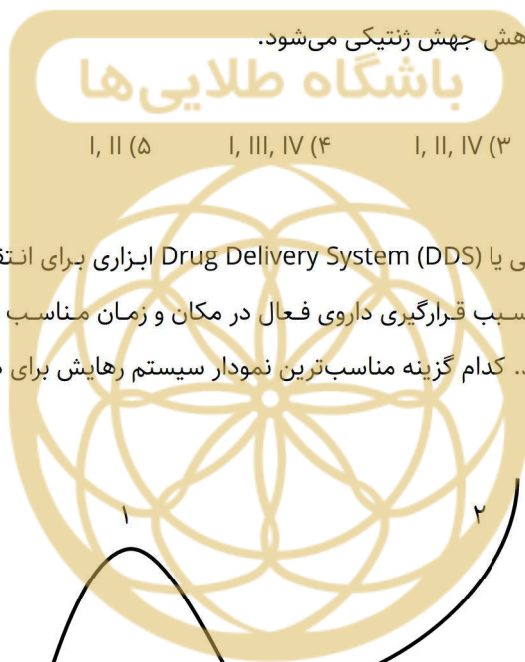 جهش ژنتیکی می‌شود.
باشگاه طلایی‌ها
I, II, IV (۳ I, III, IV (۴ I, II (۵
یا Drug Delivery System (DDS) ابزاری برای
قرارگیری داروی فعال در مکان و زمان مناسب
کدام گزینه مناسب‌ترین نمودار سیستم رهایش برای
۱ ۲